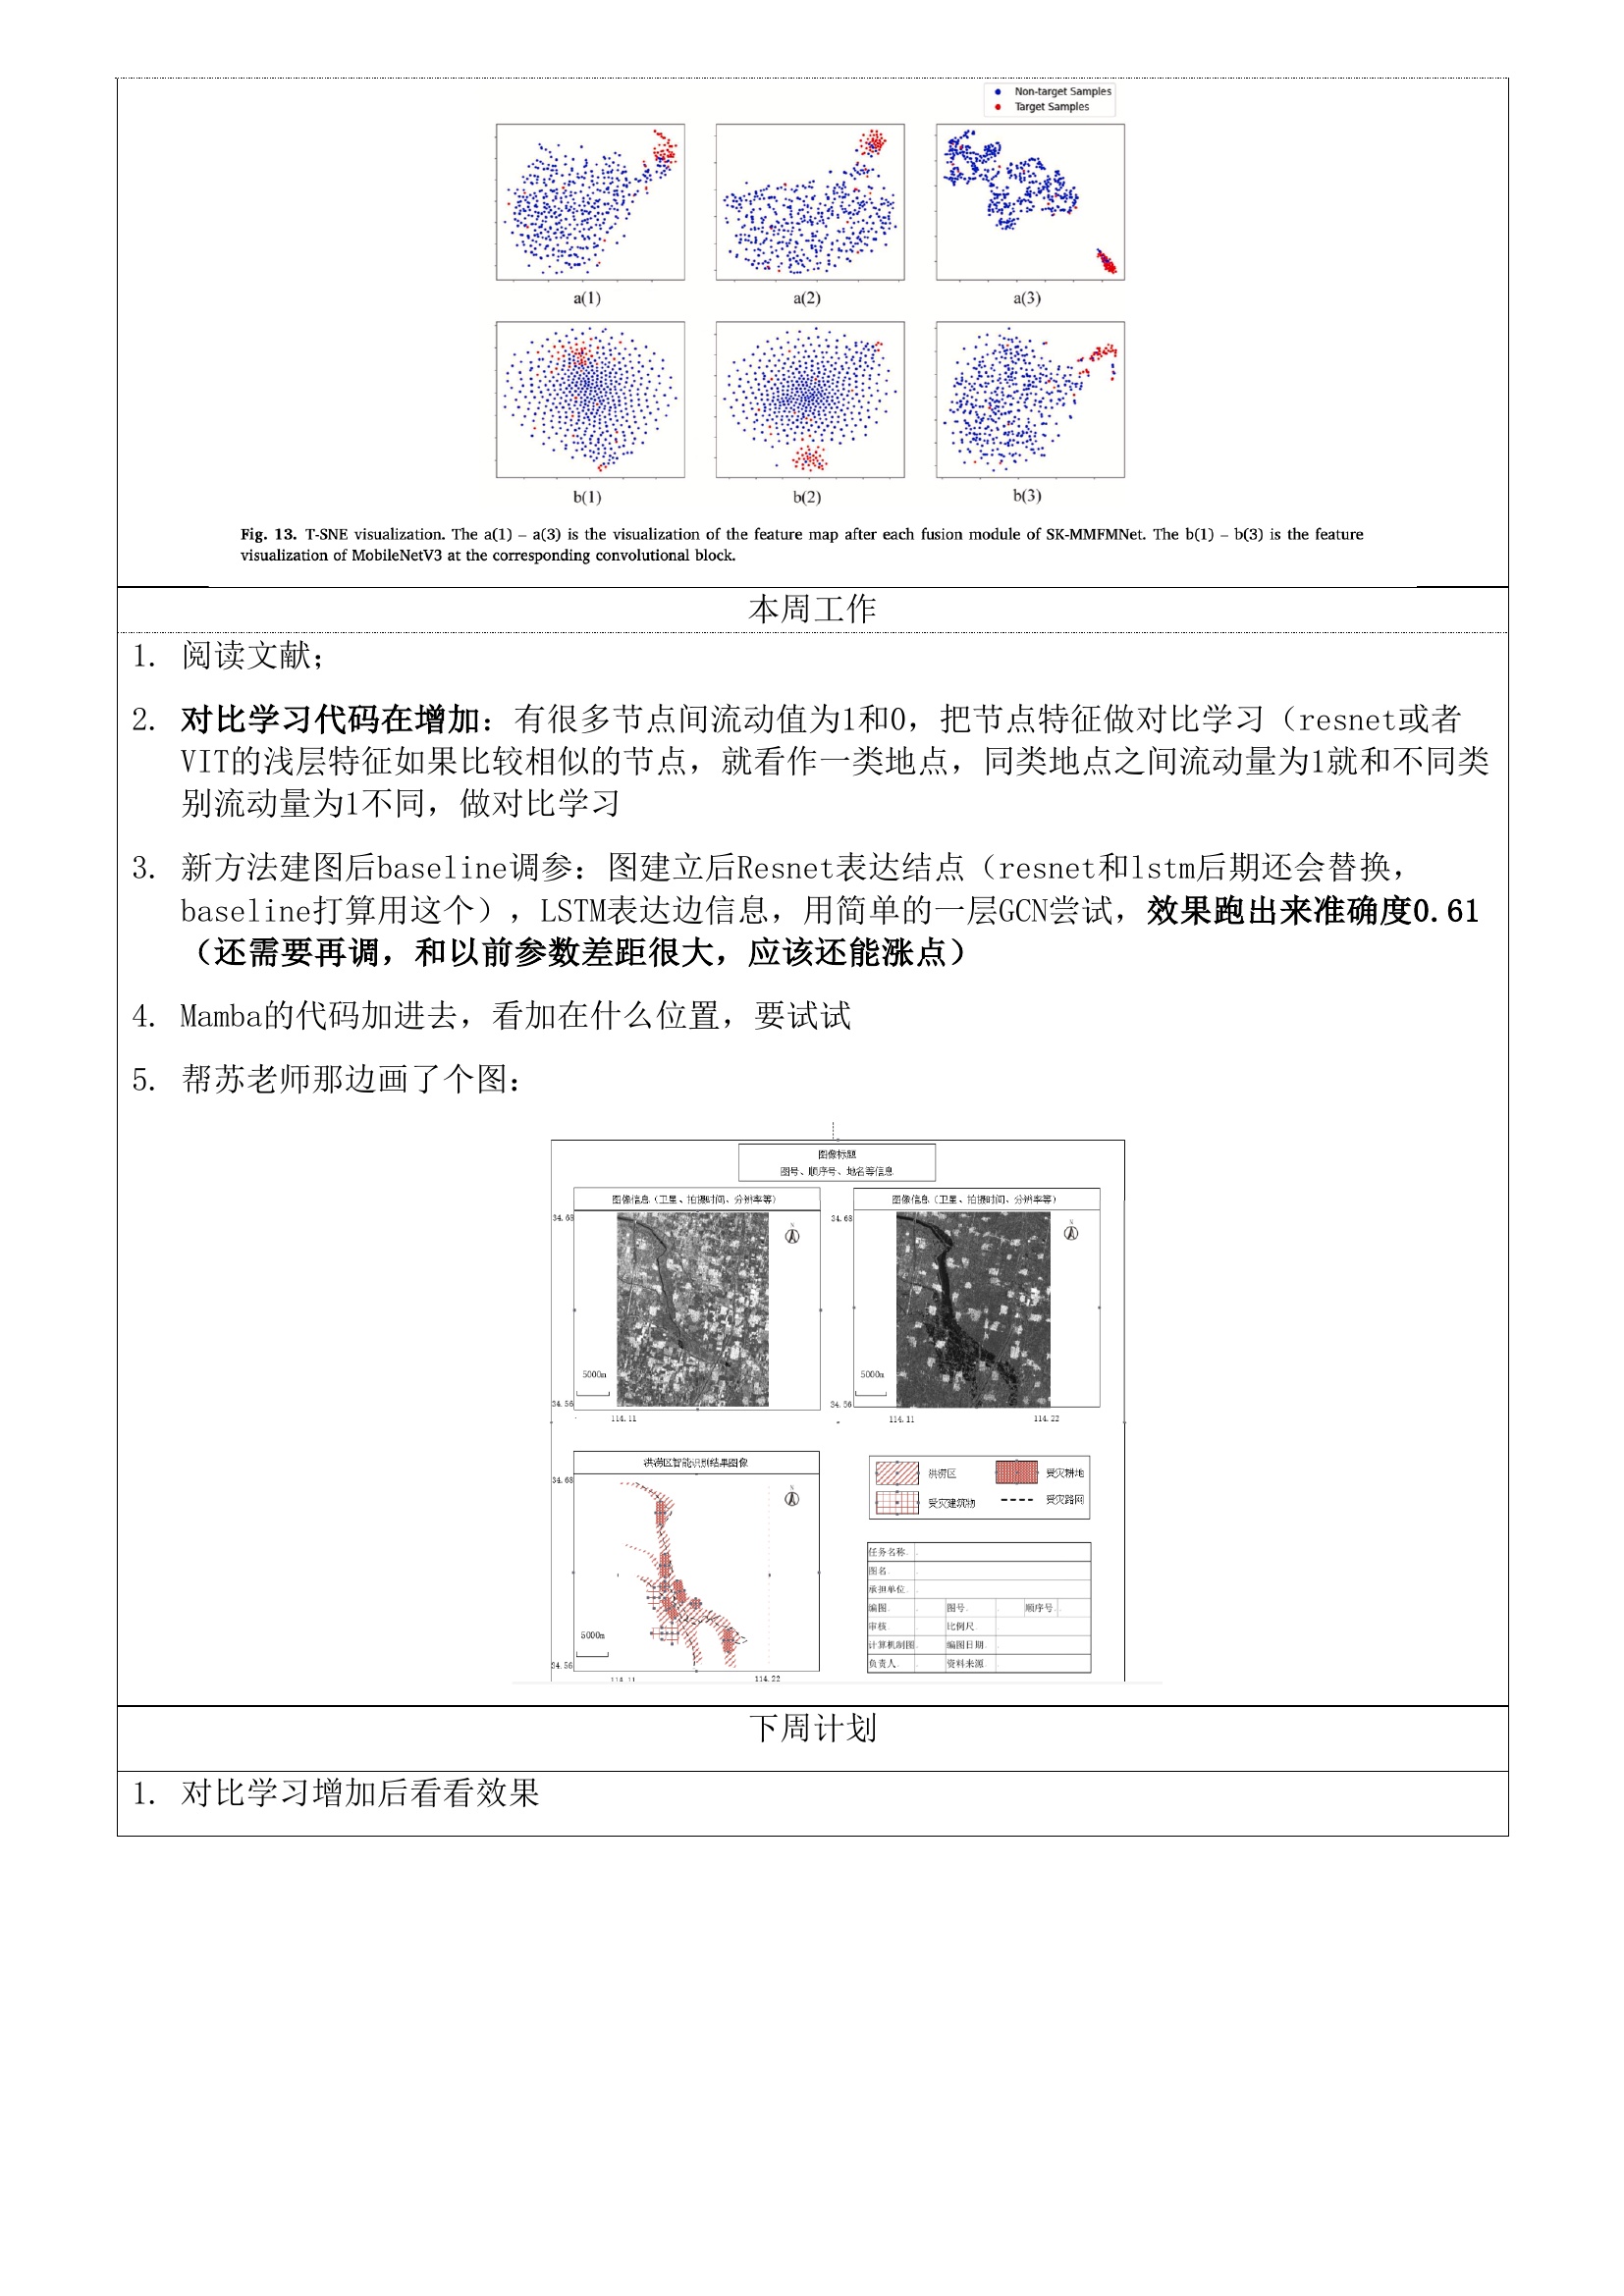 Non-target Samples
Target Samples
a(1)
a(2)
a(3)
b(1)
b(2)
b(3)
Fig. 13. T-SNE visualization. The a(1) – a(3) is the visualization of the feature map after each fusion module of SK-MMFMNet. The b(1) – b(3) is the feature
visualization of MobileNetV3 at the corresponding convolutional block.
本周工作
1. 阅读文献；
2. 对比学习代码在增加：有很多节点间流动值为1和0，把节点特征做对比学习（resnet或者
VIT的浅层特征如果比较相似的节点，就看作一类地点，同类地点之间流动量为1就和不同类
别流动量为1不同，做对比学习
3. 新方法建图后baseline调参：图建立后Resnet表达结点（resnet和lstm后期还会替换，
baseline打算用这个），LSTM表达边信息，用简单的一层GCN尝试，效果跑出来准确度0.61
（还需要再调，和以前参数差距很大，应该还能涨点）
4. Mamba的代码加进去，看加在什么位置，要试试
5. 帮苏老师那边画了个图：
图像标题
图号、顺序号、地名等信息
图像信息（卫星、拍摄时间、分辨率等）
图像信息（卫星、拍摄时间、分辨率等）
34.68
34.68
N
N
5000m
5000m
34.56
34.56
114.11
114.11
114.22
洪涝区智能识别结果图像
34.68
N
5000m
34.56
114.11
114.22
洪涝区
受灾耕地
受灾建筑物
受灾路网
任务名称
图名
承担单位
编图
图号
顺序号
审核
比例尺
计算机制图
编图日期
负责人
资料来源
下周计划
1. 对比学习增加后看看效果